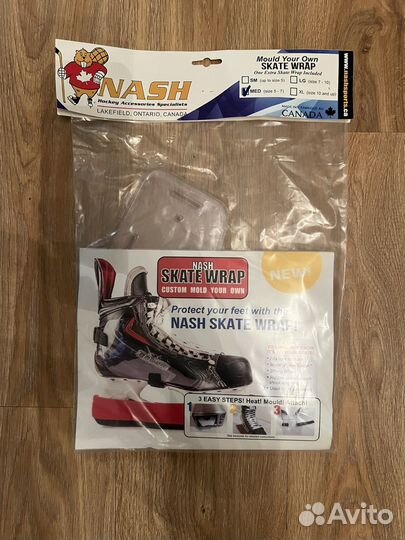 NASH
Hockey Accessories Specialists
LAKEFIELD, ONTARIO, CANADA
Mould Your Own
SKATE WRAP
One Extra Skate Wrap Included
SM (up to size 5)
LG (size 7 - 10)
MED (size 5 - 7)
XL (size 10 and up)
CANADA
www.nashsports.ca
NASH
SKATE WRAP
CUSTOM MOLD YOUR OWN
NEW!
Protect your feet with the
NASH SKATE WRAP!
3 EASY STEPS! Heat! Mould! Attach!
1
2
3
Avito